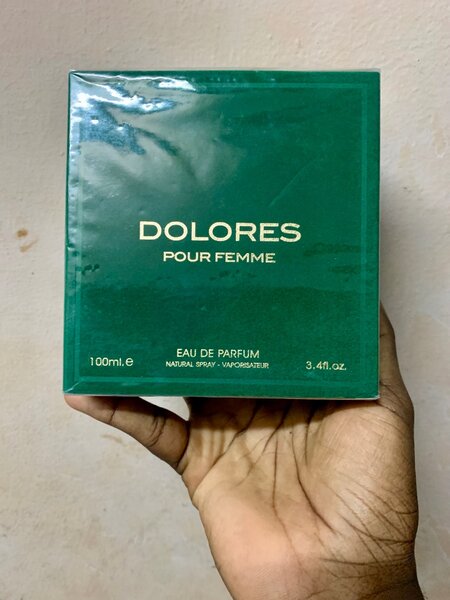 DOLORES
POUR FEMME
EAU DE PARFUM
100ml.e NATURAL SPRAY - VAPORISATEUR 3.4fl.oz.